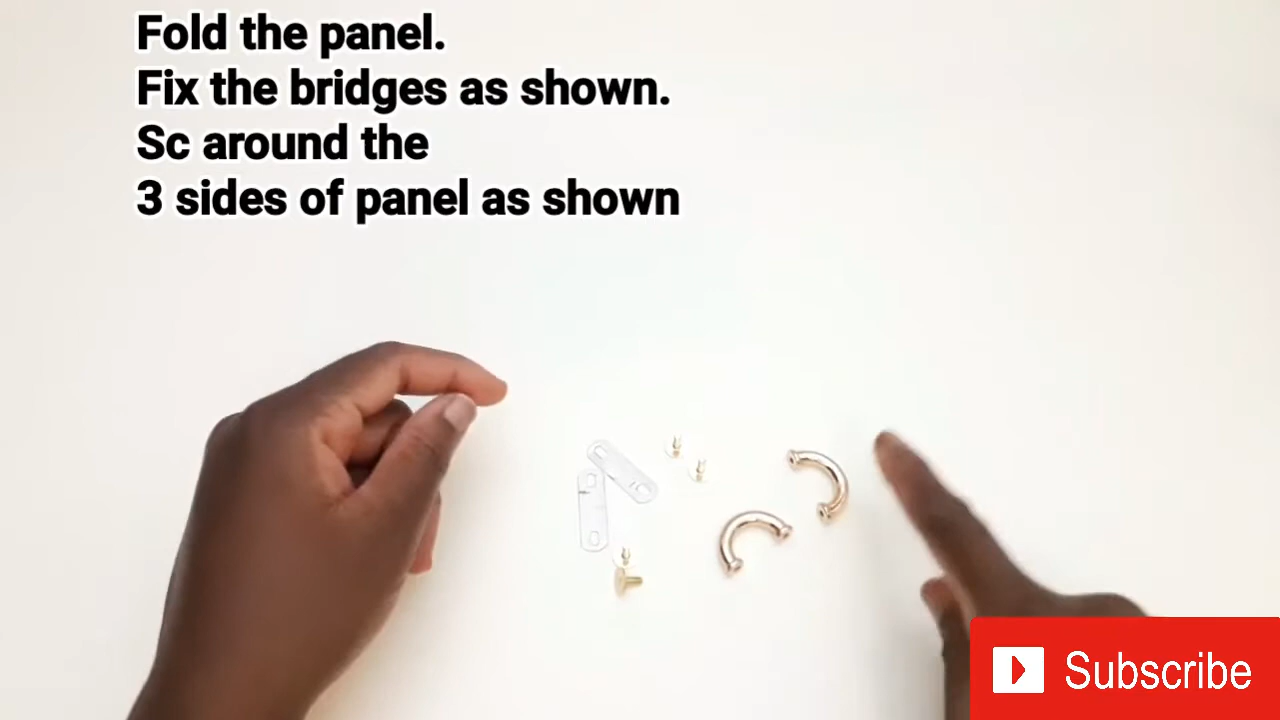 Fold the panel.
Fix the bridges as shown.
Sc around the
3 sides of panel as shown
Subscribe